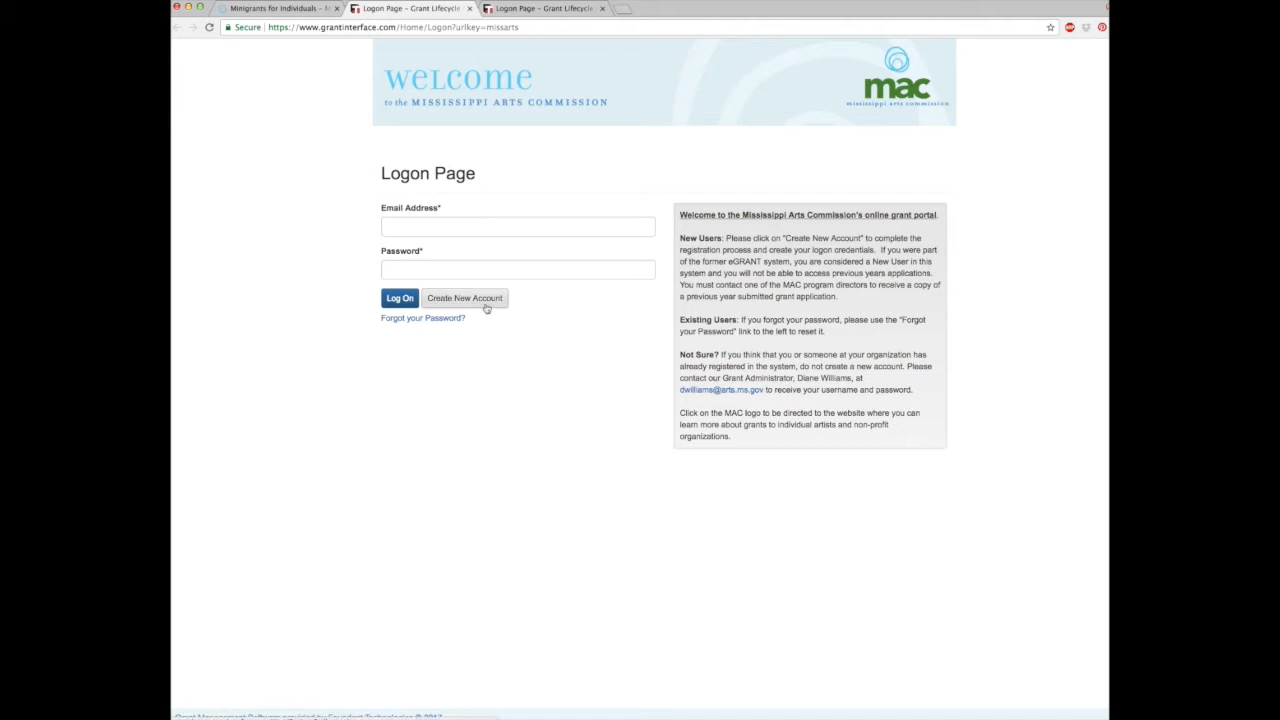 Minigrants for Individuals – M
Logon Page – Grant Lifecycle
Logon Page – Grant Lifecycle
Secure
https://www.grantinterface.com/Home/Logon?urlkey=missarts
WELCOME
to the MISSISSIPPI ARTS COMMISSION
mac
mississippi arts commission
Logon Page
Email Address*
Password*
Log On
Create New Account
Forgot your Password?
Welcome to the Mississippi Arts Commission's online grant portal.
New Users: Please click on "Create New Account" to complete the
registration process and create your logon credentials. If you were part
of the former eGRANT system, you are considered a New User in this
system and you will not be able to access previous years applications.
You must contact one of the MAC program directors to receive a copy of
a previous year submitted grant application.
Existing Users: If you forgot your password, please use the "Forgot
your Password" link to the left to reset it.
Not Sure? If you think that you or someone at your organization has
already registered in the system, do not create a new account. Please
contact our Grant Administrator, Diane Williams, at
dwilliams@arts.ms.gov to receive your username and password.
Click on the MAC logo to be directed to the website where you can
learn more about grants to individual artists and non-profit
organizations.
Grant Management Software provided by Foundant Technologies © 2017